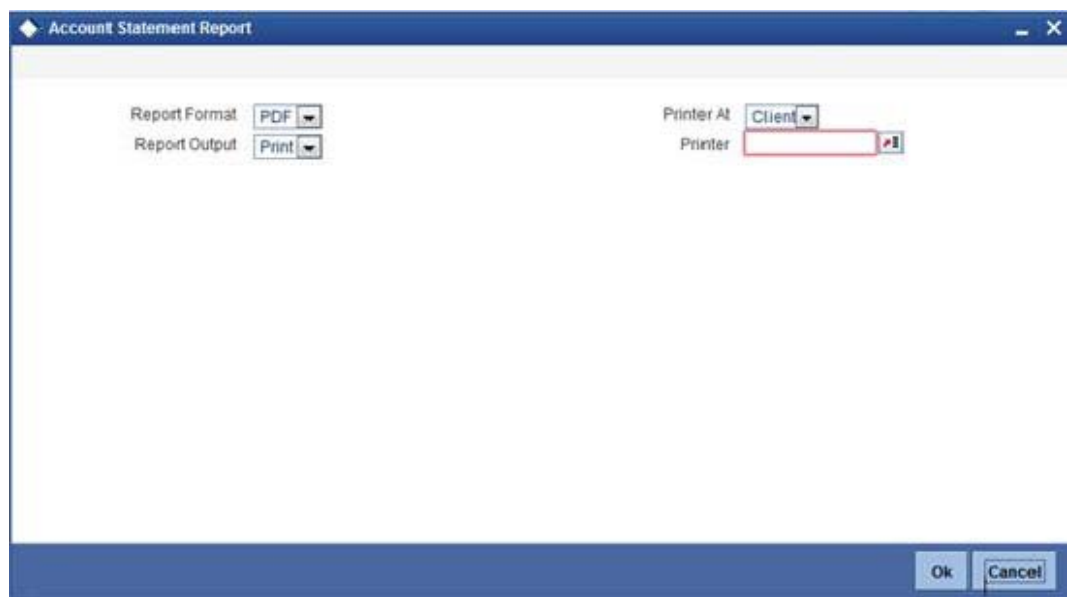 Account Statement Report
Report Format PDF
Printer At Client
Report Output Print
Printer
Ok Cancel